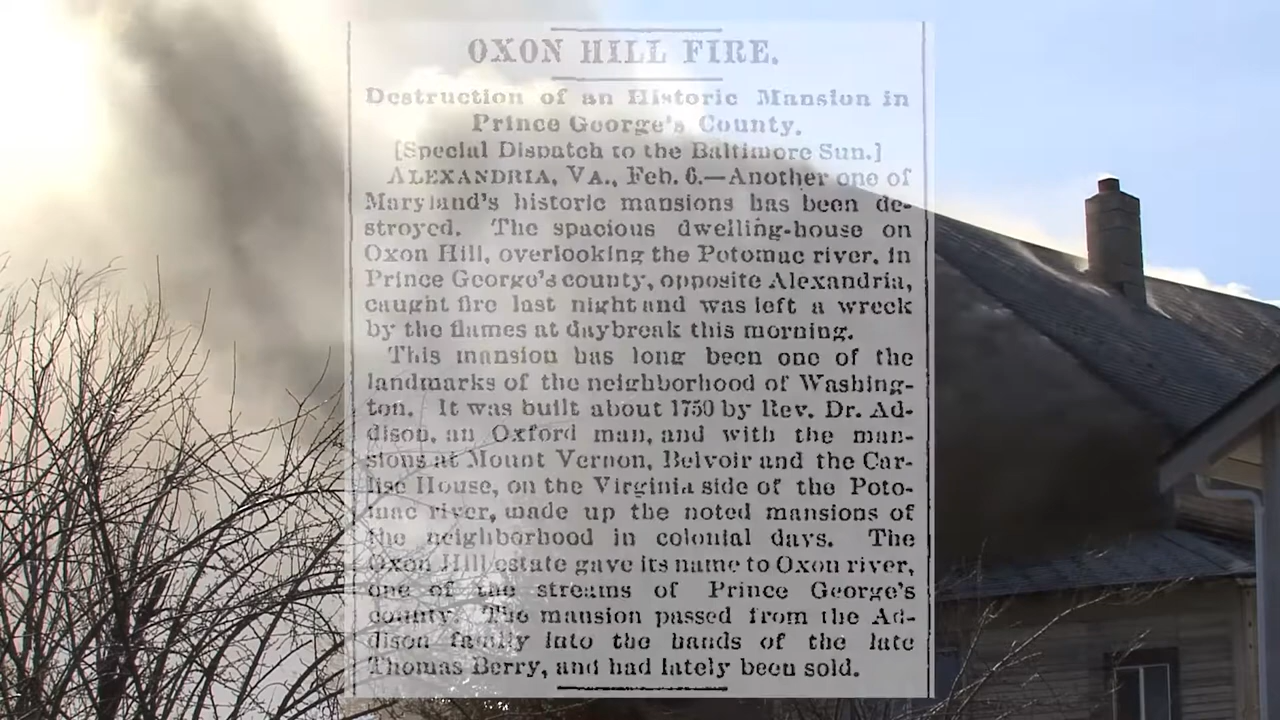 OXON HILL FIRE.
Destruction of an Historic Mansion in
Prince George's County.
[Special Dispatch to the Baltimore Sun.]
ALEXANDRIA, VA., Feb. 6.—Another one of
Maryland's historic mansions has been de-
stroyed. The spacious dwelling-house on
Oxon Hill, overlooking the Potomac river, in
Prince George's county, opposite Alexandria,
caught fire last night and was left a wreck
by the flames at daybreak this morning.
This mansion has long been one of the
landmarks of the neighborhood of Washing-
ton. It was built about 1750 by Rev. Dr. Ad-
dison, an Oxford man, and with the man-
sions at Mount Vernon, Belvoir and the Car-
lise House, on the Virginia side of the Poto-
mac river, made up the noted mansions of
the neighborhood in colonial days. The
Oxon Hill estate gave its name to Oxon river,
one of the streams of Prince George's
county. The mansion passed from the Ad-
dison family into the hands of the late
Thomas Berry, and had lately been sold.